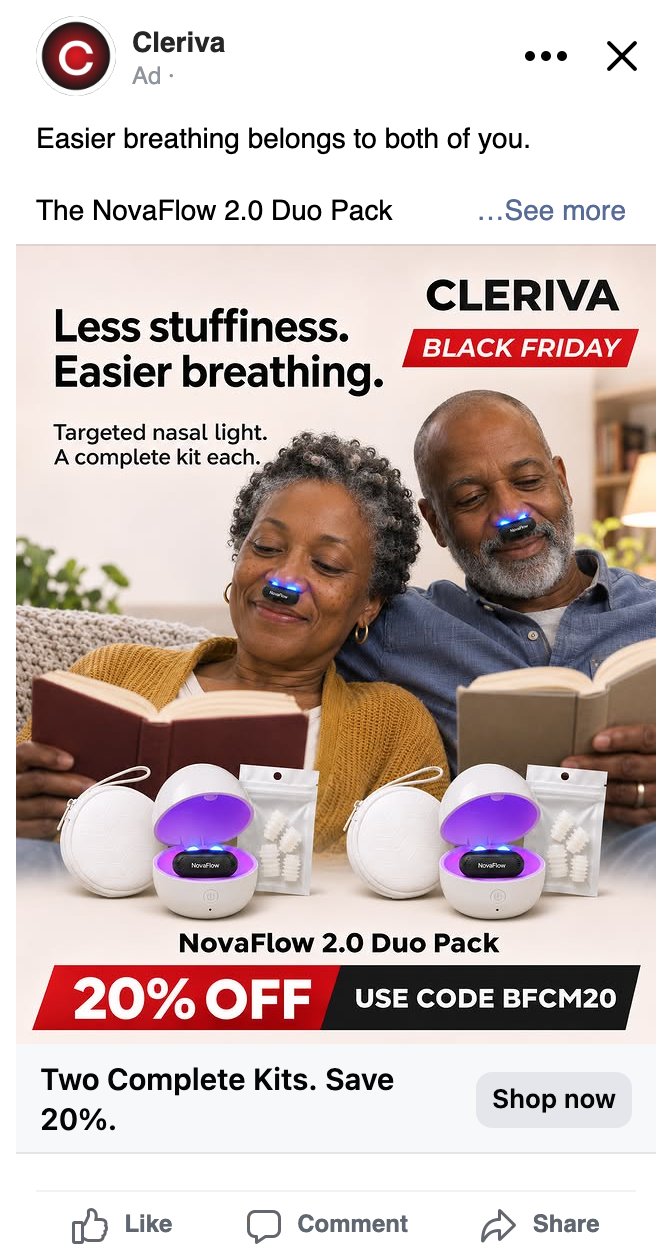 C
Cleriva
Ad ·
Easier breathing belongs to both of you.
The NovaFlow 2.0 Duo Pack
...See more
Less stuffiness.
Easier breathing.
Targeted nasal light.
A complete kit each.
CLERIVA
BLACK FRIDAY
NovaFlow
NovaFlow
NovaFlow
NovaFlow
NovaFlow 2.0 Duo Pack
20% OFF
USE CODE BFCM20
Two Complete Kits. Save
20%.
Shop now
Like
Comment
Share